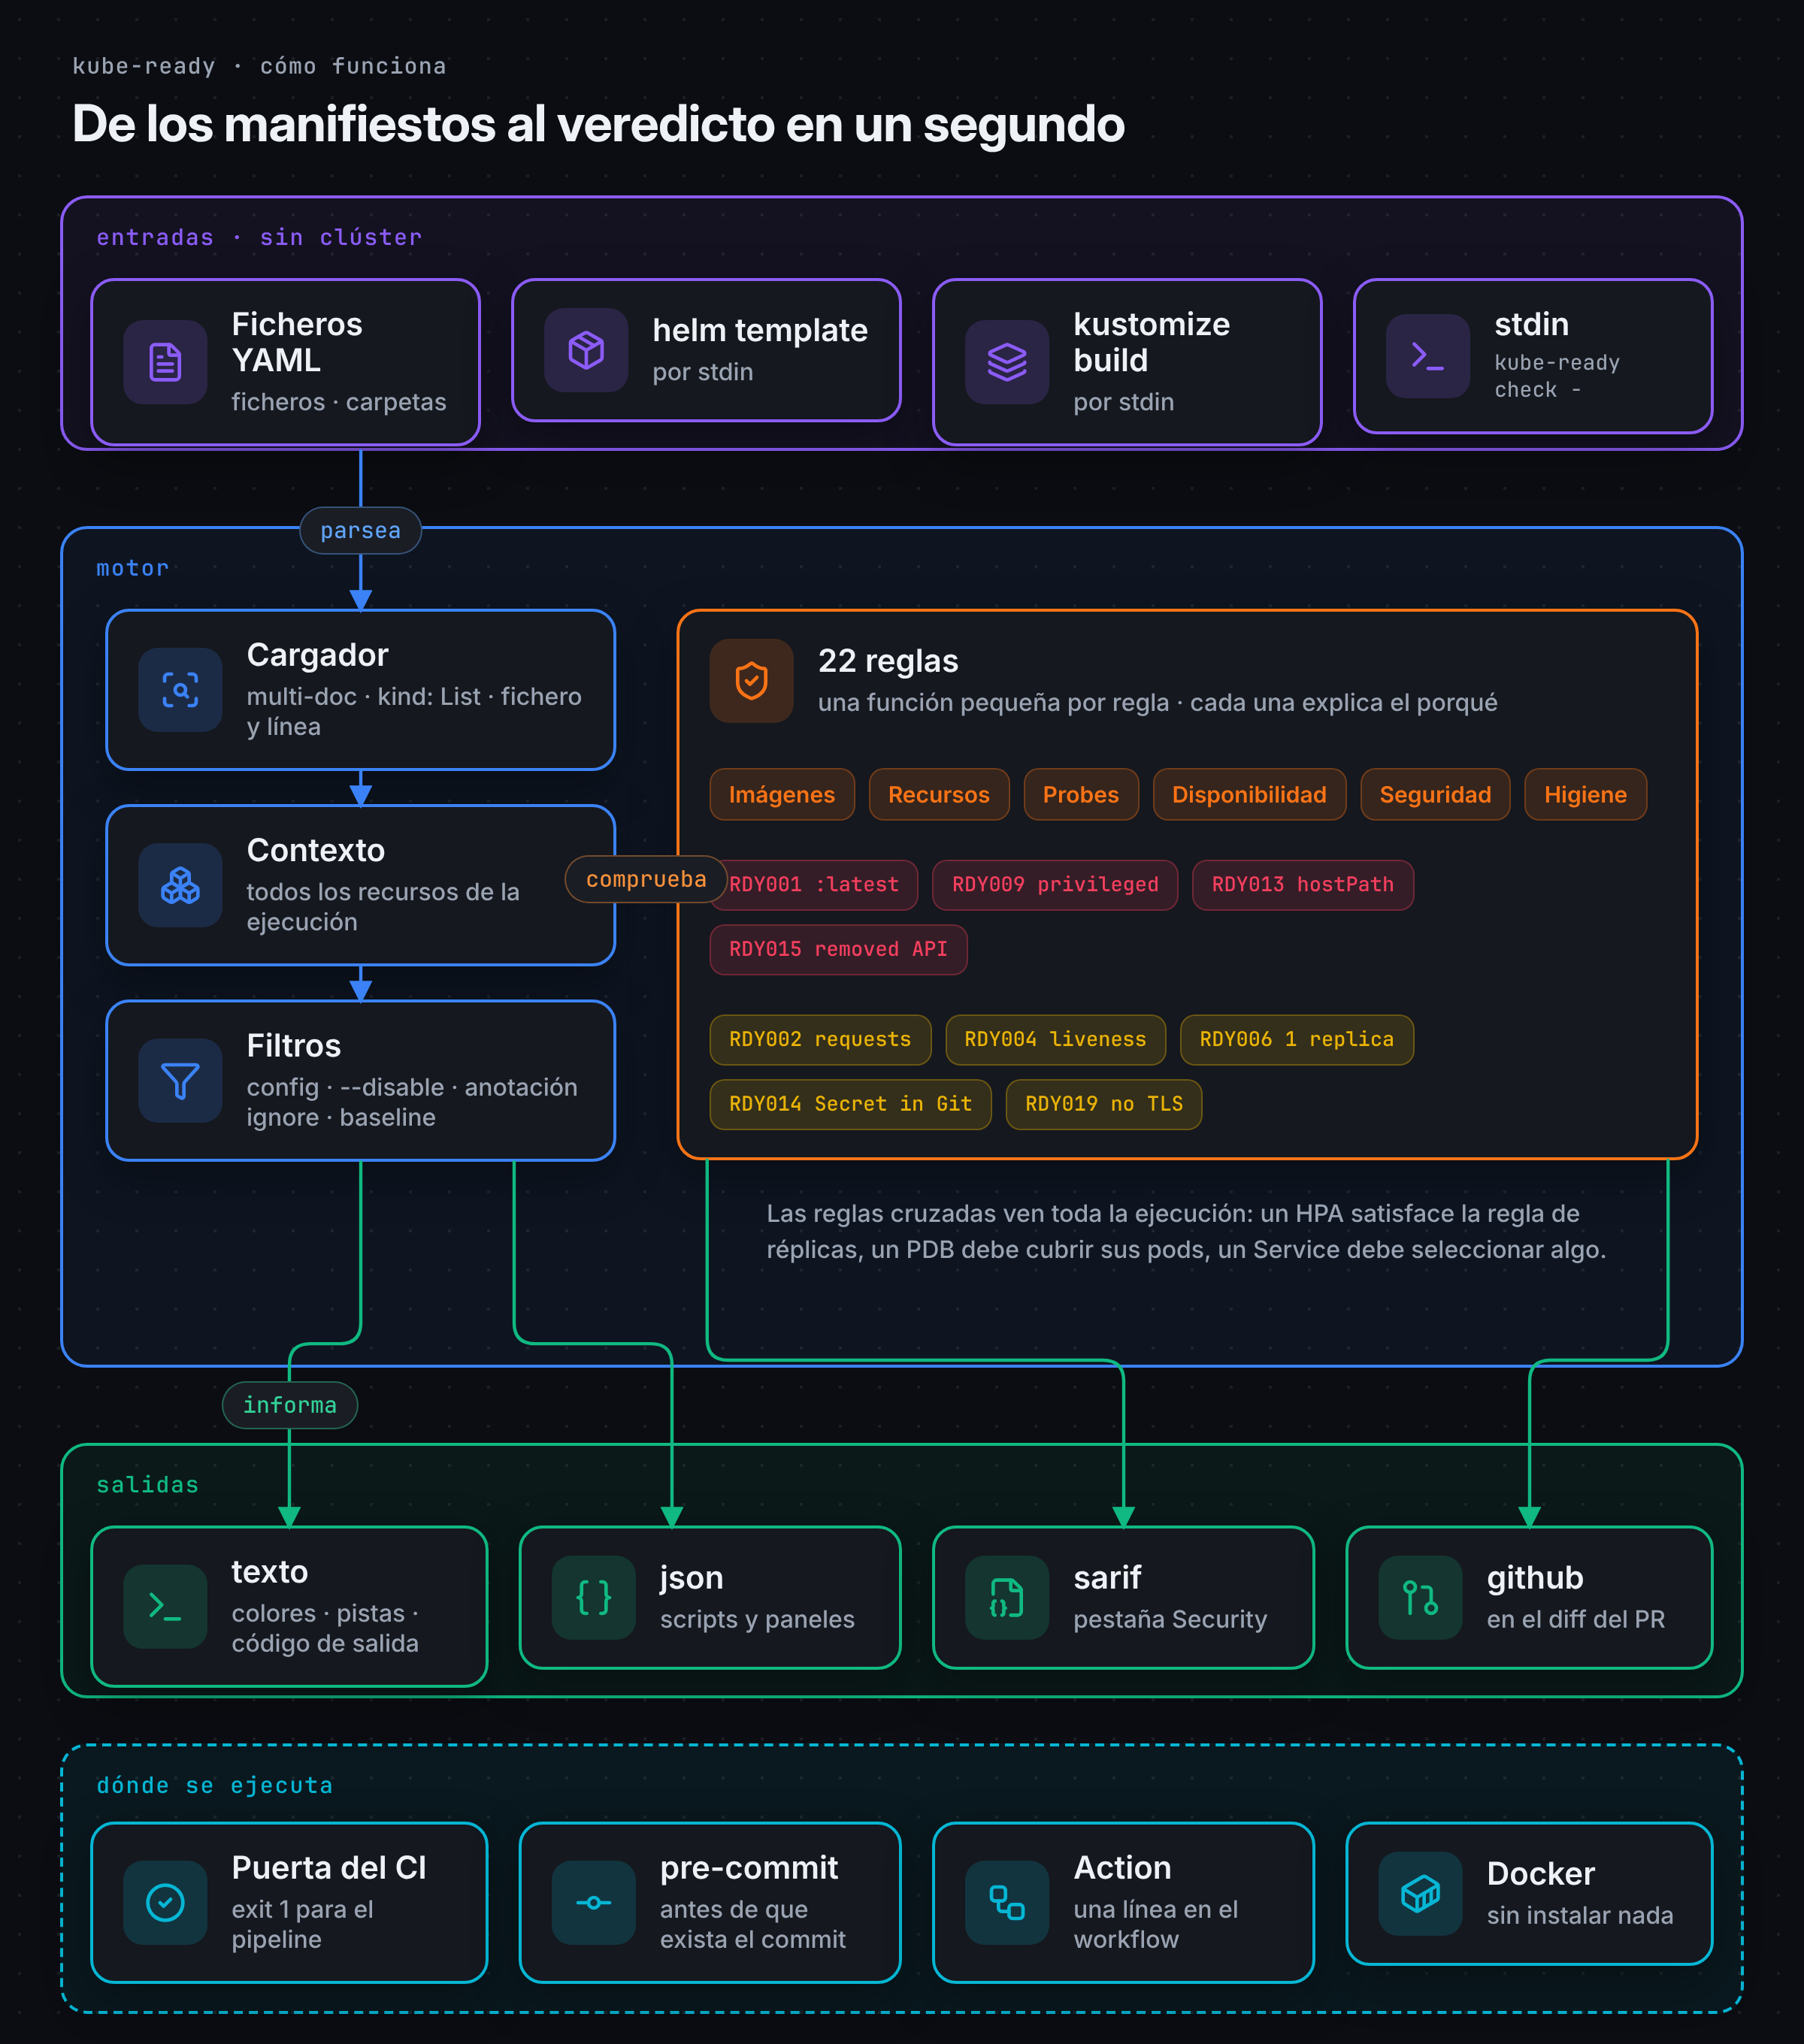 kube-ready · cómo funciona
De los manifiestos al veredicto en un segundo
entradas · sin clúster
Ficheros
YAML
ficheros · carpetas
helm template
por stdin
kustomize
build
por stdin
stdin
kube-ready
check -
parsea
motor
Cargador
multi-doc · kind: List · fichero
y línea
Contexto
todos los recursos de la
ejecución
Filtros
config · --disable · anotación
ignore · baseline
comprueba
22 reglas
una función pequeña por regla · cada una explica el porqué
Imágenes
Recursos
Probes
Disponibilidad
Seguridad
Higiene
RDY001 :latest
RDY009 privileged
RDY013 hostPath
RDY015 removed API
RDY002 requests
RDY004 liveness
RDY006 1 replica
RDY014 Secret in Git
RDY019 no TLS
Las reglas cruzadas ven toda la ejecución: un HPA satisface la regla de
réplicas, un PDB debe cubrir sus pods, un Service debe seleccionar algo.
informa
salidas
texto
colores · pistas ·
código de salida
json
scripts y paneles
sarif
pestaña Security
github
en el diff del PR
dónde se ejecuta
Puerta del CI
exit 1 para el
pipeline
pre-commit
antes de que
exista el commit
Action
una línea en el
workflow
Docker
sin instalar nada